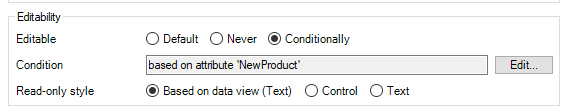 Editability
Editable Default Never Conditionally
Condition based on attribute 'NewProduct' Edit...
Read-only style Based on data view (Text) Control Text